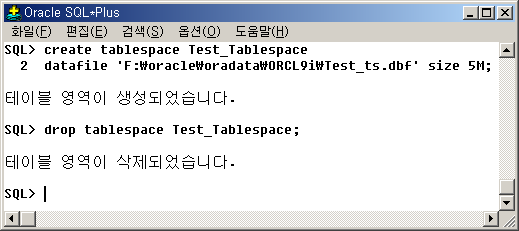 Oracle SQL*Plus
화일(F) 편집(E) 검색(S) 옵션(O) 도움말(H)
SQL> create tablespace Test_Tablespace
2 datafile 'F:₩oracle₩oradata₩ORCL9i₩Test_ts.dbf' size 5M;
테이블 영역이 생성되었습니다.
SQL> drop tablespace Test_Tablespace;
테이블 영역이 삭제되었습니다.
SQL>